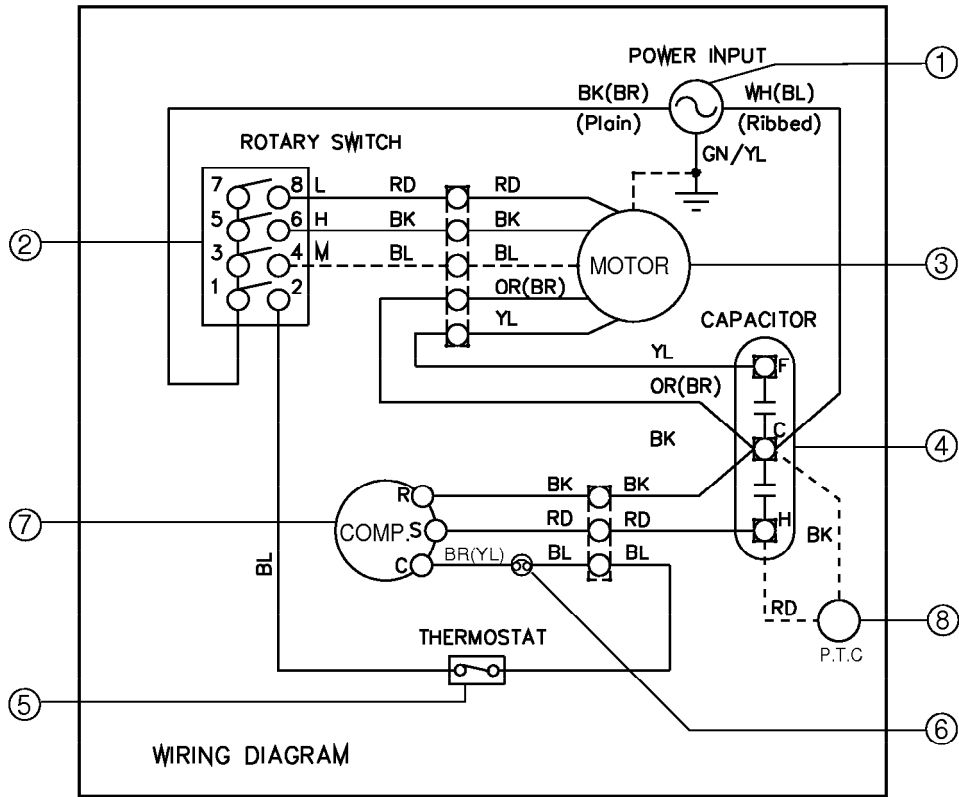 POWER INPUT
1
BK(BR)
WH(BL)
(Plain)
(Ribbed)
ROTARY SWITCH
GN/YL
7
8
L
RD
RD
5
6
H
BK
BK
2
3
4
M
BL
BL
MOTOR
3
1
2
OR(BR)
YL
CAPACITOR
YL
F
OR(BR)
C
BK
4
R
BK
BK
7
COMP.
S
RD
RD
H
BK
C
BR(YL)
BL
BL
BL
RD
8
THERMOSTAT
P.T.C
5
6
WIRING DIAGRAM